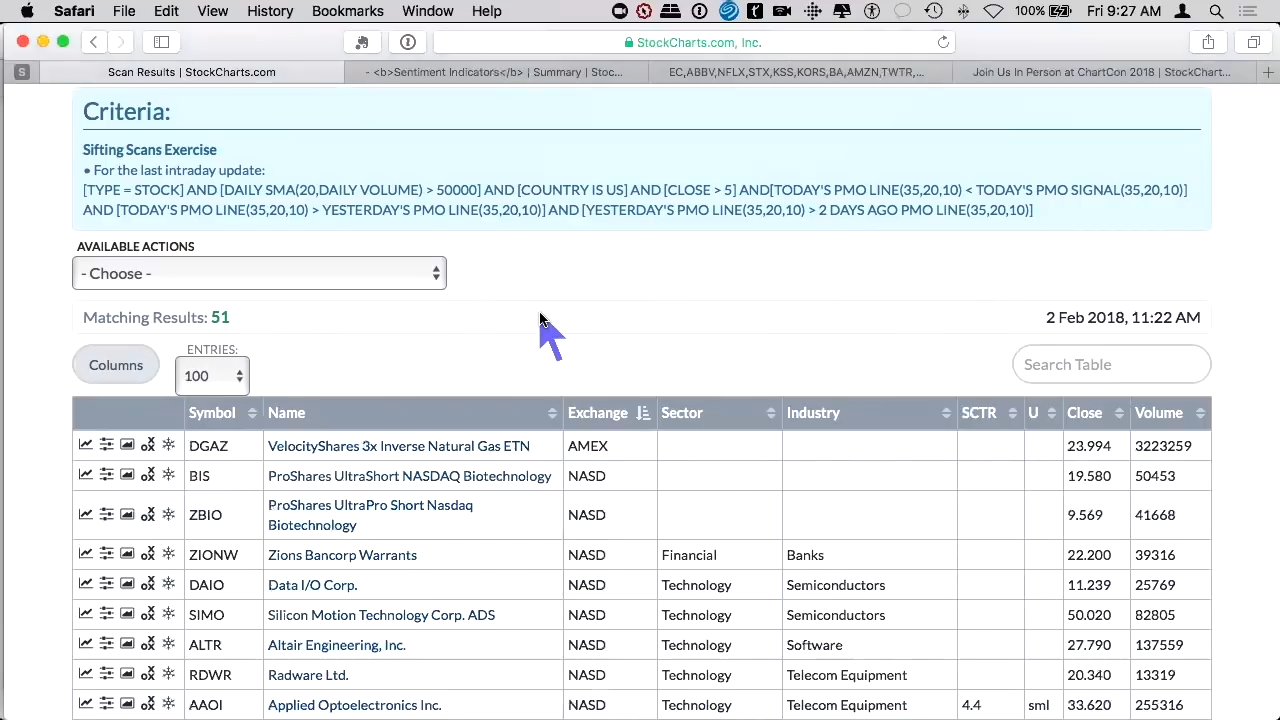 Safari File Edit View History Bookmarks Window Help 100% Fri 9:27 AM
StockCharts.com, Inc.
S Scan Results | StockCharts.com - <b>Sentiment Indicators</b> | Summary | Stoc... EC,ABBV,NFLX,STX,KSS,KORS,BA,AMZN,TWTR,... Join Us In Person at ChartCon 2018 | StockChart...
Criteria:
Sifting Scans Exercise
• For the last intraday update:
[TYPE = STOCK] AND [DAILY SMA(20,DAILY VOLUME) > 50000] AND [COUNTRY IS US] AND [CLOSE > 5] AND[TODAY'S PMO LINE(35,20,10) < TODAY'S PMO SIGNAL(35,20,10)]
AND [TODAY'S PMO LINE(35,20,10) > YESTERDAY'S PMO LINE(35,20,10)] AND [YESTERDAY'S PMO LINE(35,20,10) > 2 DAYS AGO PMO LINE(35,20,10)]
AVAILABLE ACTIONS
- Choose -
Matching Results: 51 2 Feb 2018, 11:22 AM
ENTRIES:
Columns 100 Search Table
Symbol Name Exchange Sector Industry SCTR U Close Volume
DGAZ VelocityShares 3x Inverse Natural Gas ETN AMEX 23.994 3223259
BIS ProShares UltraShort NASDAQ Biotechnology NASD 19.580 50453
ZBIO ProShares UltraPro Short Nasdaq Biotechnology NASD 9.569 41668
ZIONW Zions Bancorp Warrants NASD Financial Banks 22.200 39316
DAIO Data I/O Corp. NASD Technology Semiconductors 11.239 25769
SIMO Silicon Motion Technology Corp. ADS NASD Technology Semiconductors 50.020 82805
ALTR Altair Engineering, Inc. NASD Technology Software 27.790 137559
RDWR Radware Ltd. NASD Technology Telecom Equipment 20.340 13319
AAOI Applied Optoelectronics Inc. NASD Technology Telecom Equipment 4.4 sml 33.620 255316